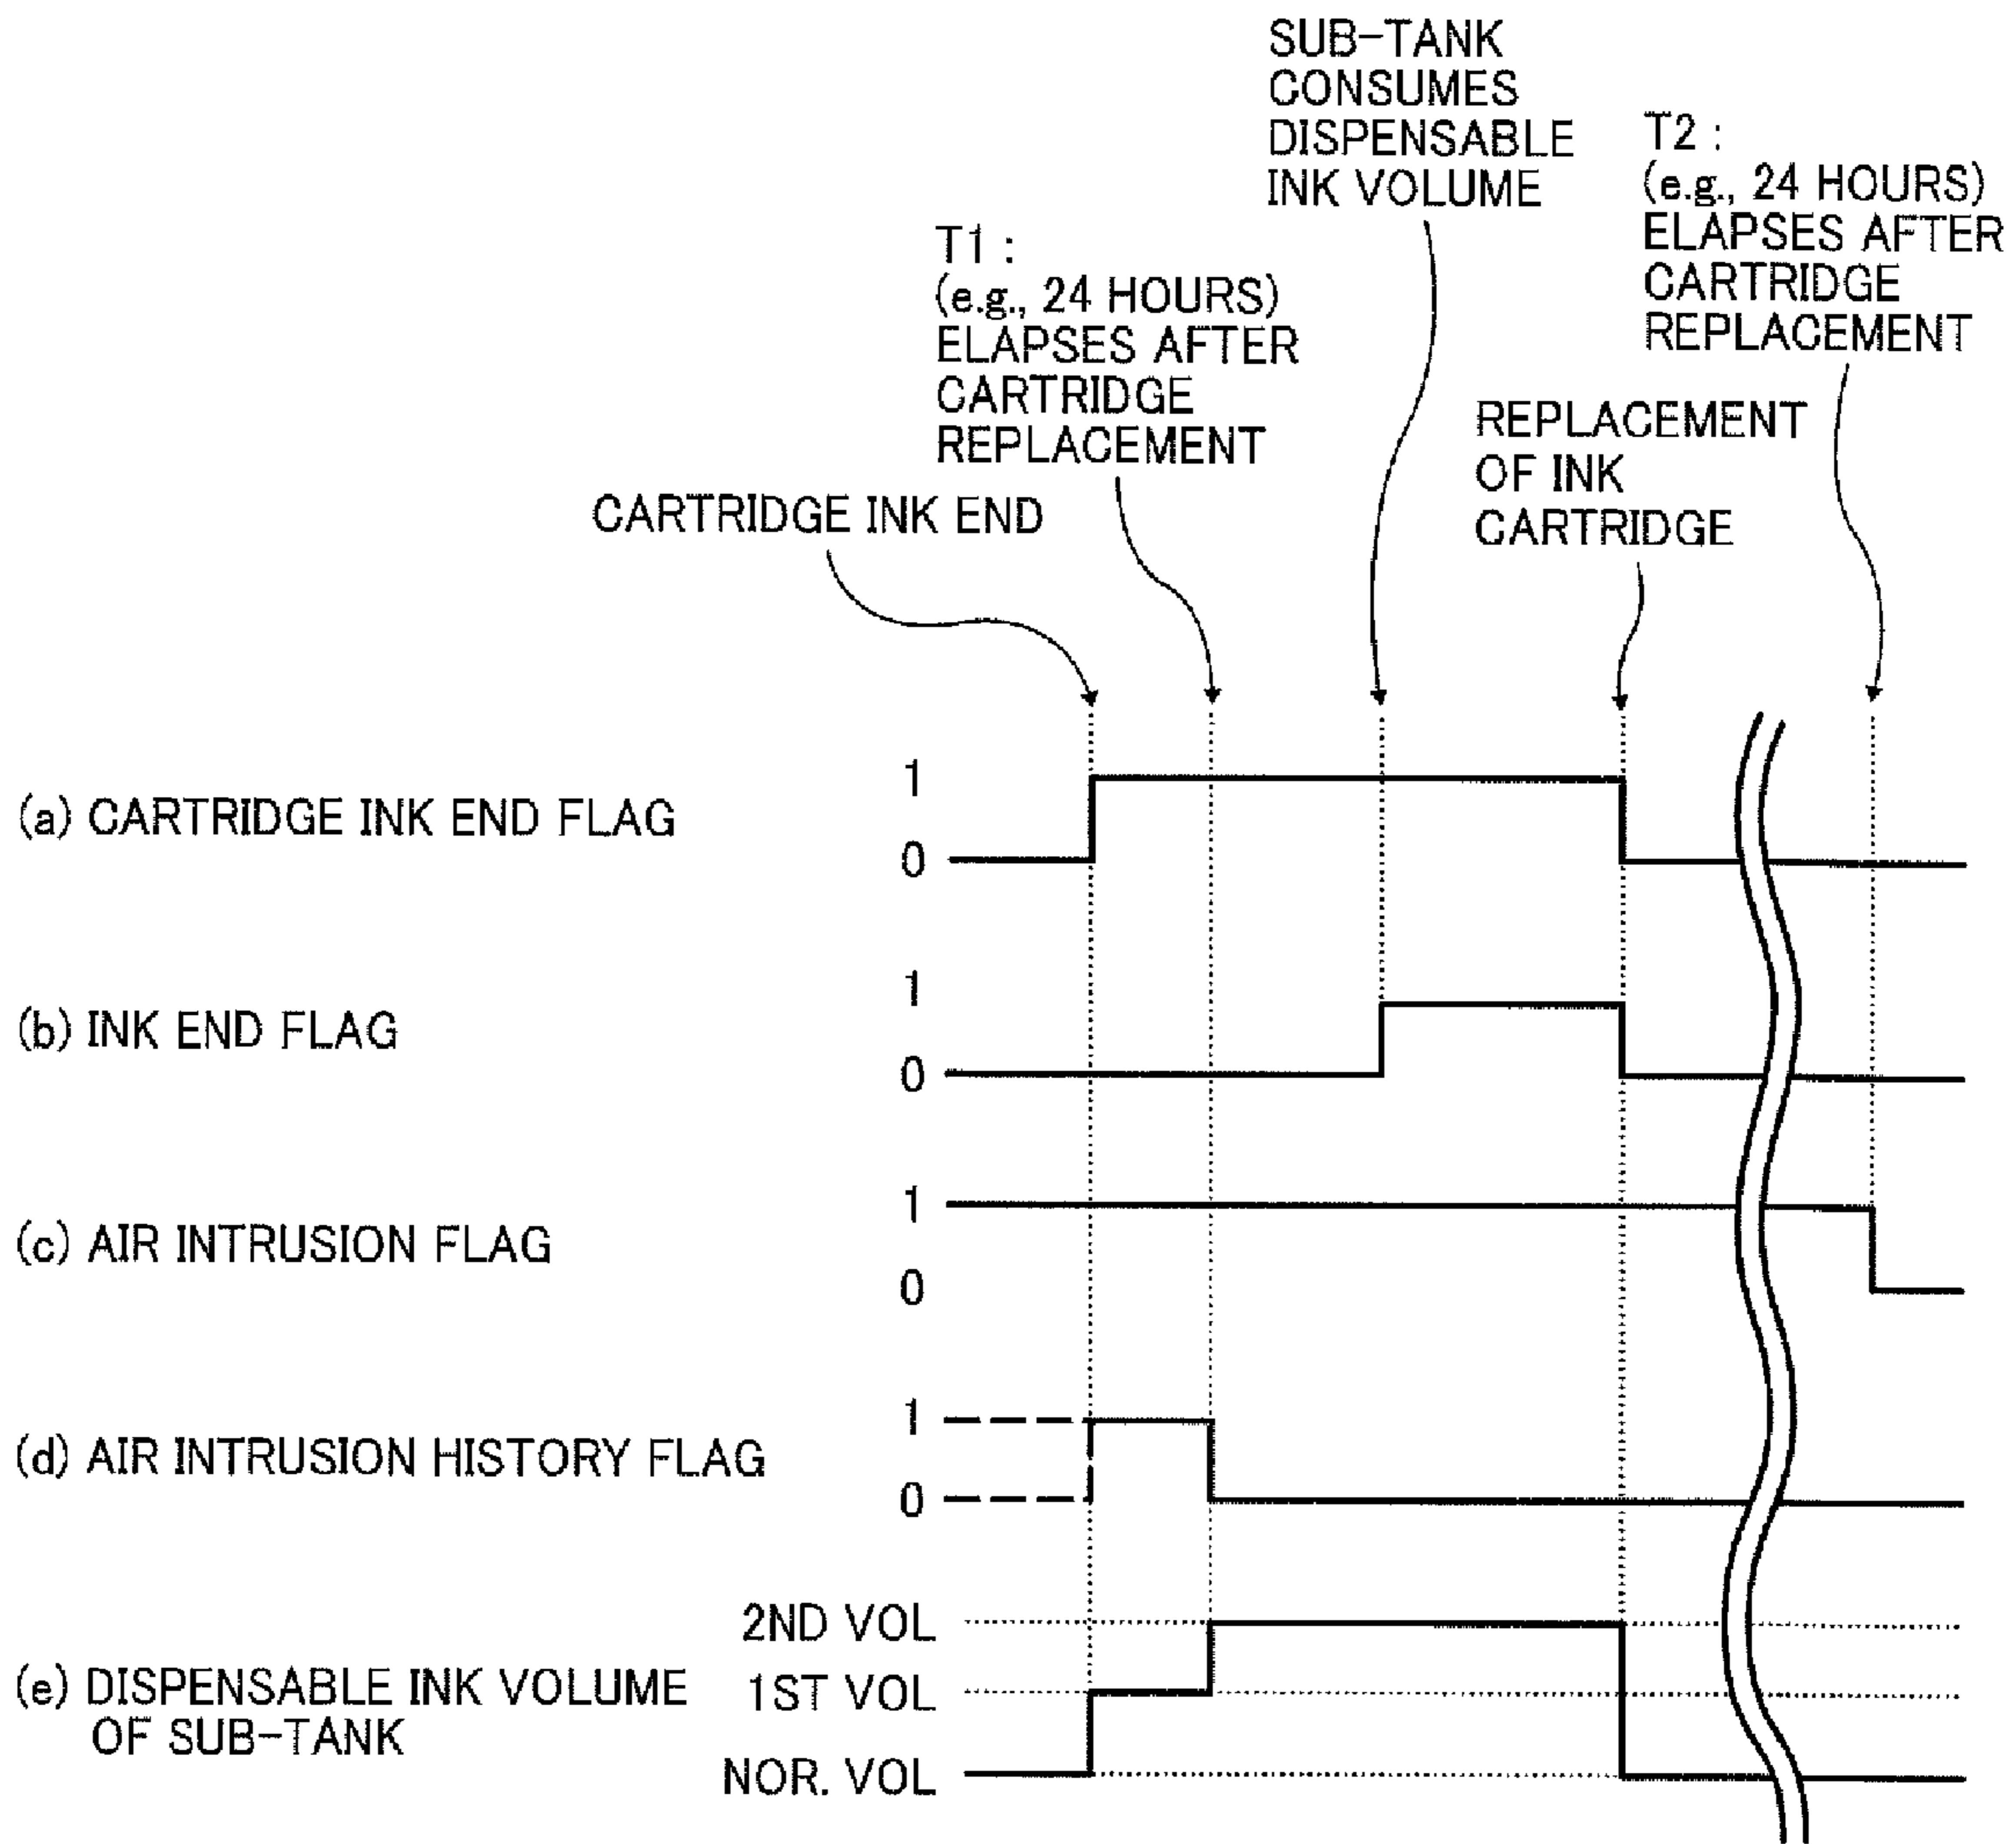 SUB-TANK
CONSUMES
DISPENSABLE
INK VOLUME
T2 :
(e.g., 24 HOURS)
ELAPSES AFTER
CARTRIDGE
REPLACEMENT
T1 :
(e.g., 24 HOURS)
ELAPSES AFTER
CARTRIDGE
REPLACEMENT
REPLACEMENT
OF INK
CARTRIDGE
CARTRIDGE INK END
(a) CARTRIDGE INK END FLAG
1
0
(b) INK END FLAG
1
0
(c) AIR INTRUSION FLAG
1
0
(d) AIR INTRUSION HISTORY FLAG
1
0
(e) DISPENSABLE INK VOLUME
OF SUB-TANK
2ND VOL
1ST VOL
NOR. VOL